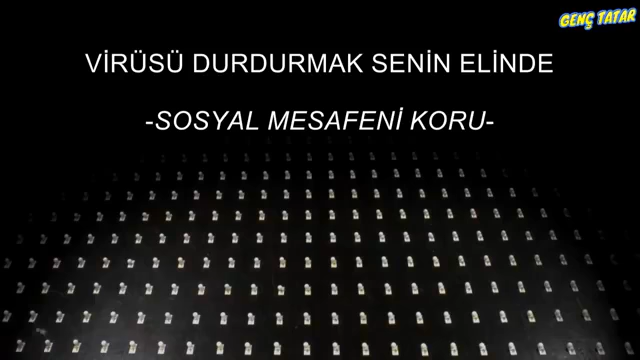 GENÇ TATAR
VİRÜSÜ DURDURMAK SENİN ELİNDE
-SOSYAL MESAFENİ KORU-